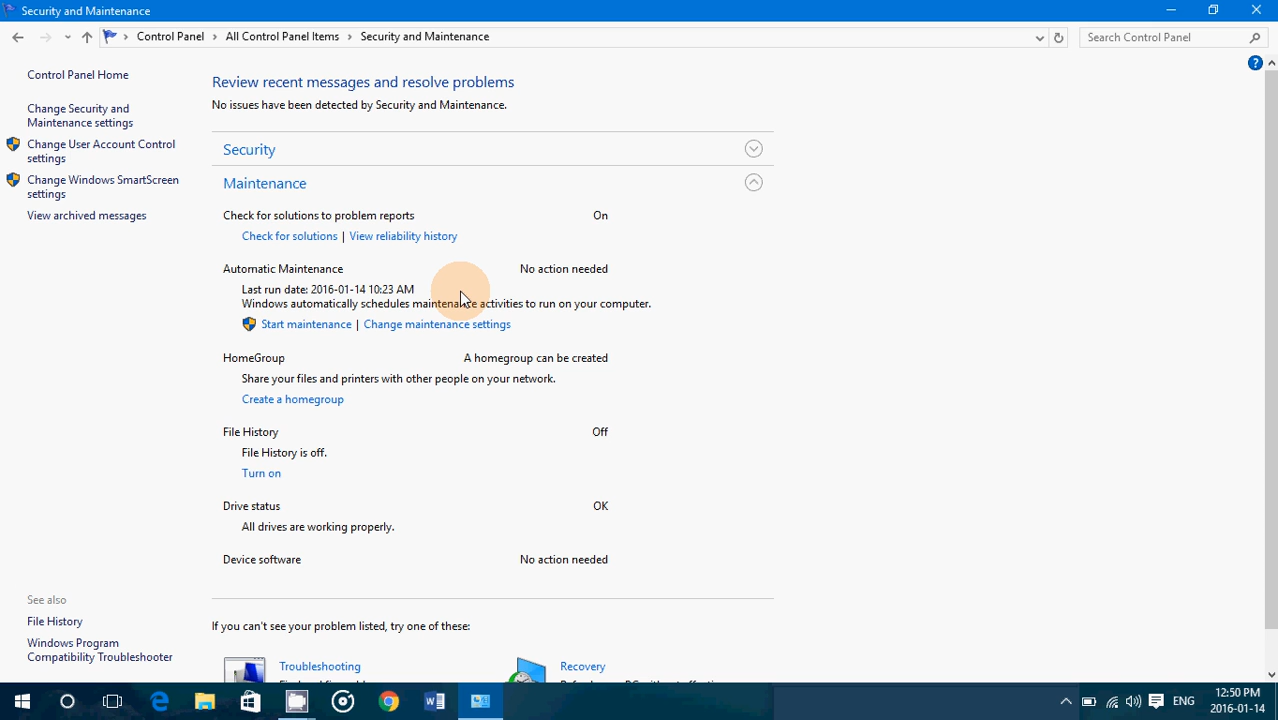 Security and Maintenance
Control Panel > All Control Panel Items > Security and Maintenance
Search Control Panel
Control Panel Home
Change Security and
Maintenance settings
Change User Account Control
settings
Change Windows SmartScreen
settings
View archived messages
Review recent messages and resolve problems
No issues have been detected by Security and Maintenance.
Security
Maintenance
Check for solutions to problem reports On
Check for solutions | View reliability history
Automatic Maintenance No action needed
Last run date: 2016-01-14 10:23 AM
Windows automatically schedules maintenance activities to run on your computer.
Start maintenance | Change maintenance settings
HomeGroup A homegroup can be created
Share your files and printers with other people on your network.
Create a homegroup
File History Off
File History is off.
Turn on
Drive status OK
All drives are working properly.
Device software No action needed
If you can't see your problem listed, try one of these:
Troubleshooting Recovery
See also
File History
Windows Program
Compatibility Troubleshooter
ENG
12:50 PM
2016-01-14